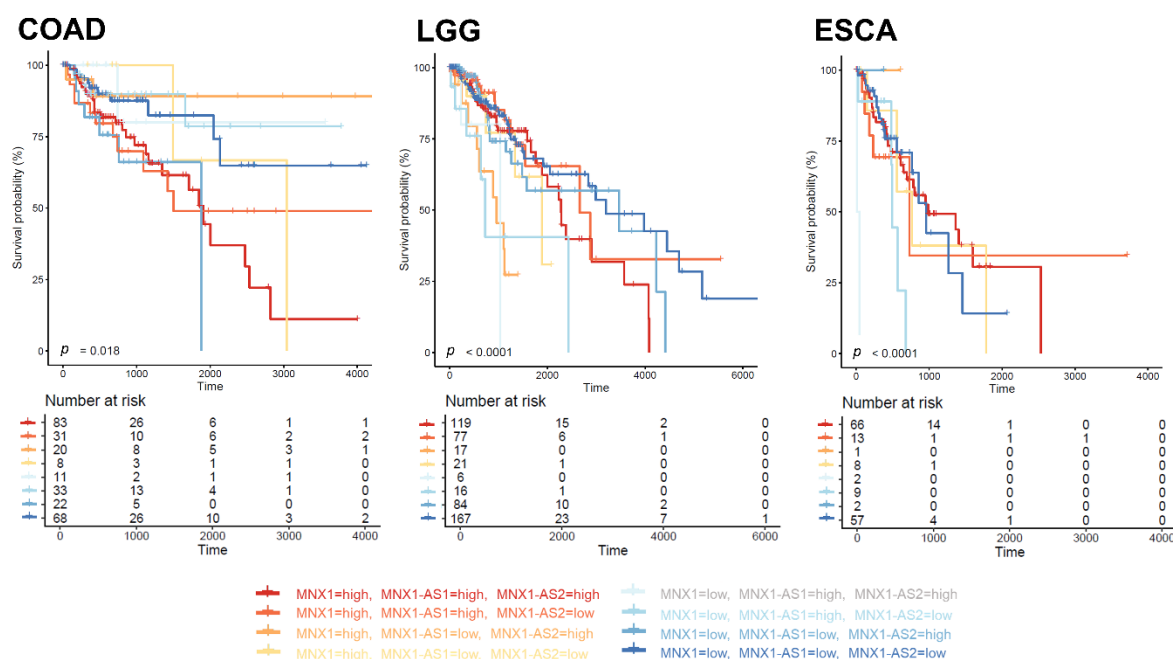 COAD LGG ESCA
100 100 100
75 75 75
50 50 50
25 25 25
0 0 0
Survival probability (%) Survival probability (%) Survival probability (%)
p = 0.018 p < 0.0001 p < 0.0001
0 1000 2000 3000 4000 0 2000 4000 6000 0 1000 2000 3000 4000
Time Time Time
Number at risk Number at risk Number at risk
83 26 6 1 1 119 15 2 0 66 14 1 0 0
31 10 6 2 2 77 6 1 0 13 1 1 1 0
20 8 5 3 1 17 0 0 0 1 0 0 0 0
8 3 1 1 0 21 1 0 0 8 1 0 0 0
11 2 1 1 0 6 0 0 0 2 0 0 0 0
33 13 4 1 0 16 1 0 0 9 0 0 0 0
22 5 0 0 0 84 10 2 0 2 0 0 0 0
68 26 10 3 2 167 23 7 1 57 4 1 0 0
0 1000 2000 3000 4000 0 2000 4000 6000 0 1000 2000 3000 4000
Time Time Time
MNX1=high, MNX1-AS1=high, MNX1-AS2=high MNX1=low, MNX1-AS1=high, MNX1-AS2=high
MNX1=high, MNX1-AS1=high, MNX1-AS2=low MNX1=low, MNX1-AS1=high, MNX1-AS2=low
MNX1=high, MNX1-AS1=low, MNX1-AS2=high MNX1=low, MNX1-AS1=low, MNX1-AS2=high
MNX1=high, MNX1-AS1=low, MNX1-AS2=low MNX1=low, MNX1-AS1=low, MNX1-AS2=low